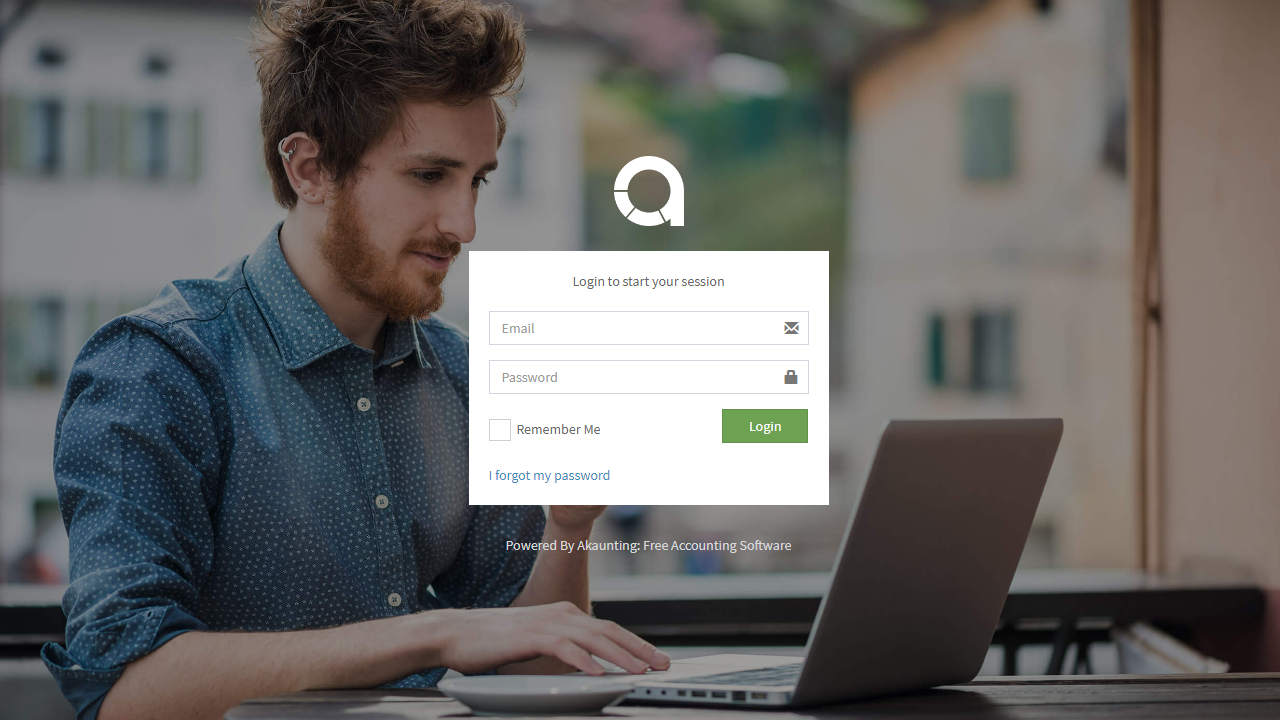 Login to start your session
Email
Password
Remember Me
Login
I forgot my password
Powered By Akaunting: Free Accounting Software